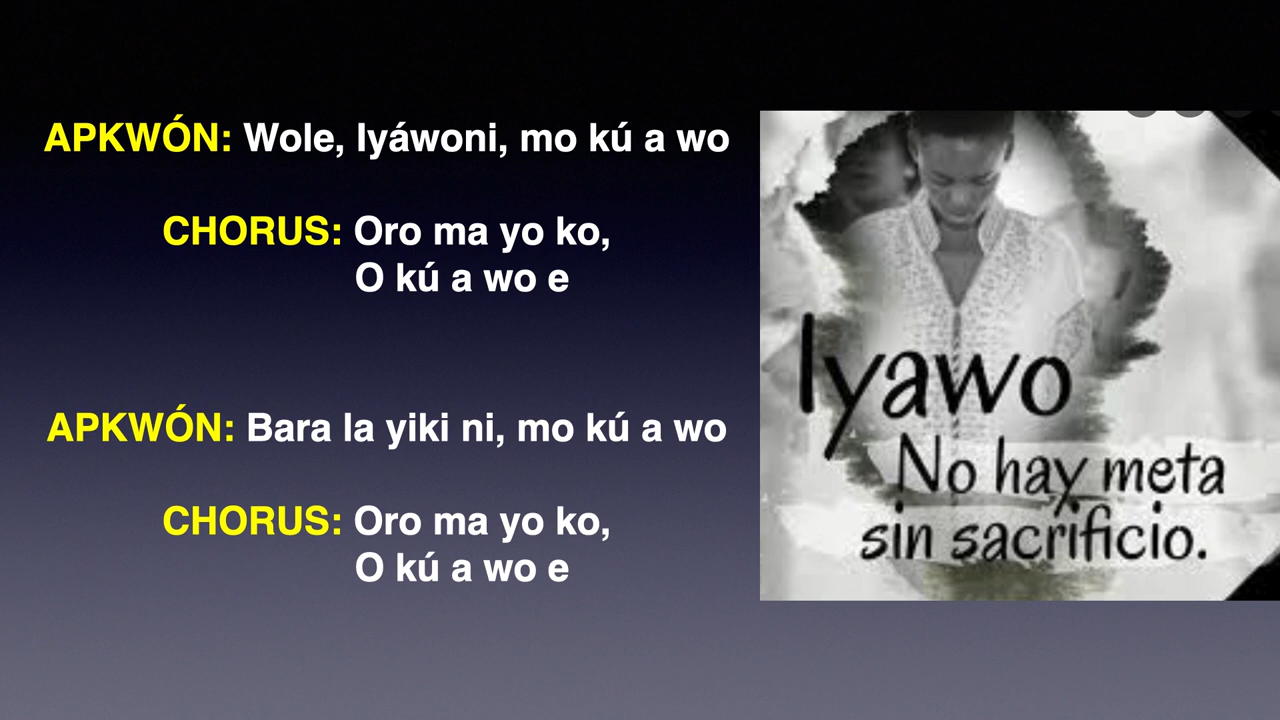 APKWÓN: Wole, Iyáwoni, mo kú a wo
CHORUS: Oro ma yo ko,
O kú a wo e
APKWÓN: Bara la yiki ni, mo kú a wo
CHORUS: Oro ma yo ko,
O kú a wo e
Iyawo
No hay meta
sin sacrificio.